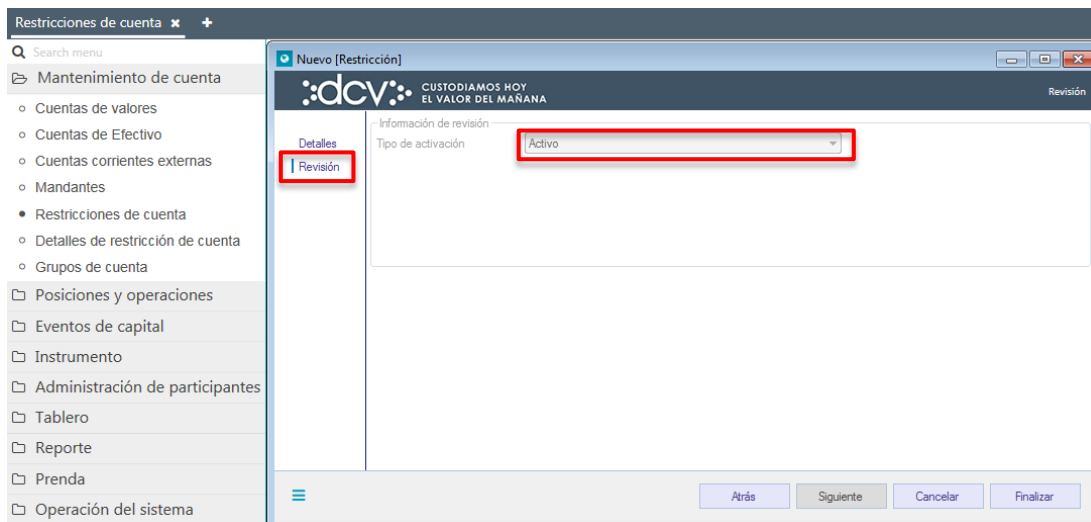 Restricciones de cuenta × +
Search menu
Mantenimiento de cuenta
Cuentas de valores
Cuentas de Efectivo
Cuentas corrientes externas
Mandantes
Restricciones de cuenta
Detalles de restricción de cuenta
Grupos de cuenta
Posiciones y operaciones
Eventos de capital
Instrumento
Administración de participantes
Tablero
Reporte
Prenda
Operación del sistema
Nuevo [Restricción]
dcv
CUSTODIAMOS HOY
EL VALOR DEL MAÑANA
Revisión
Detalles
Revisión
Información de revisión
Tipo de activación Activo
Atrás Siguiente Cancelar Finalizar